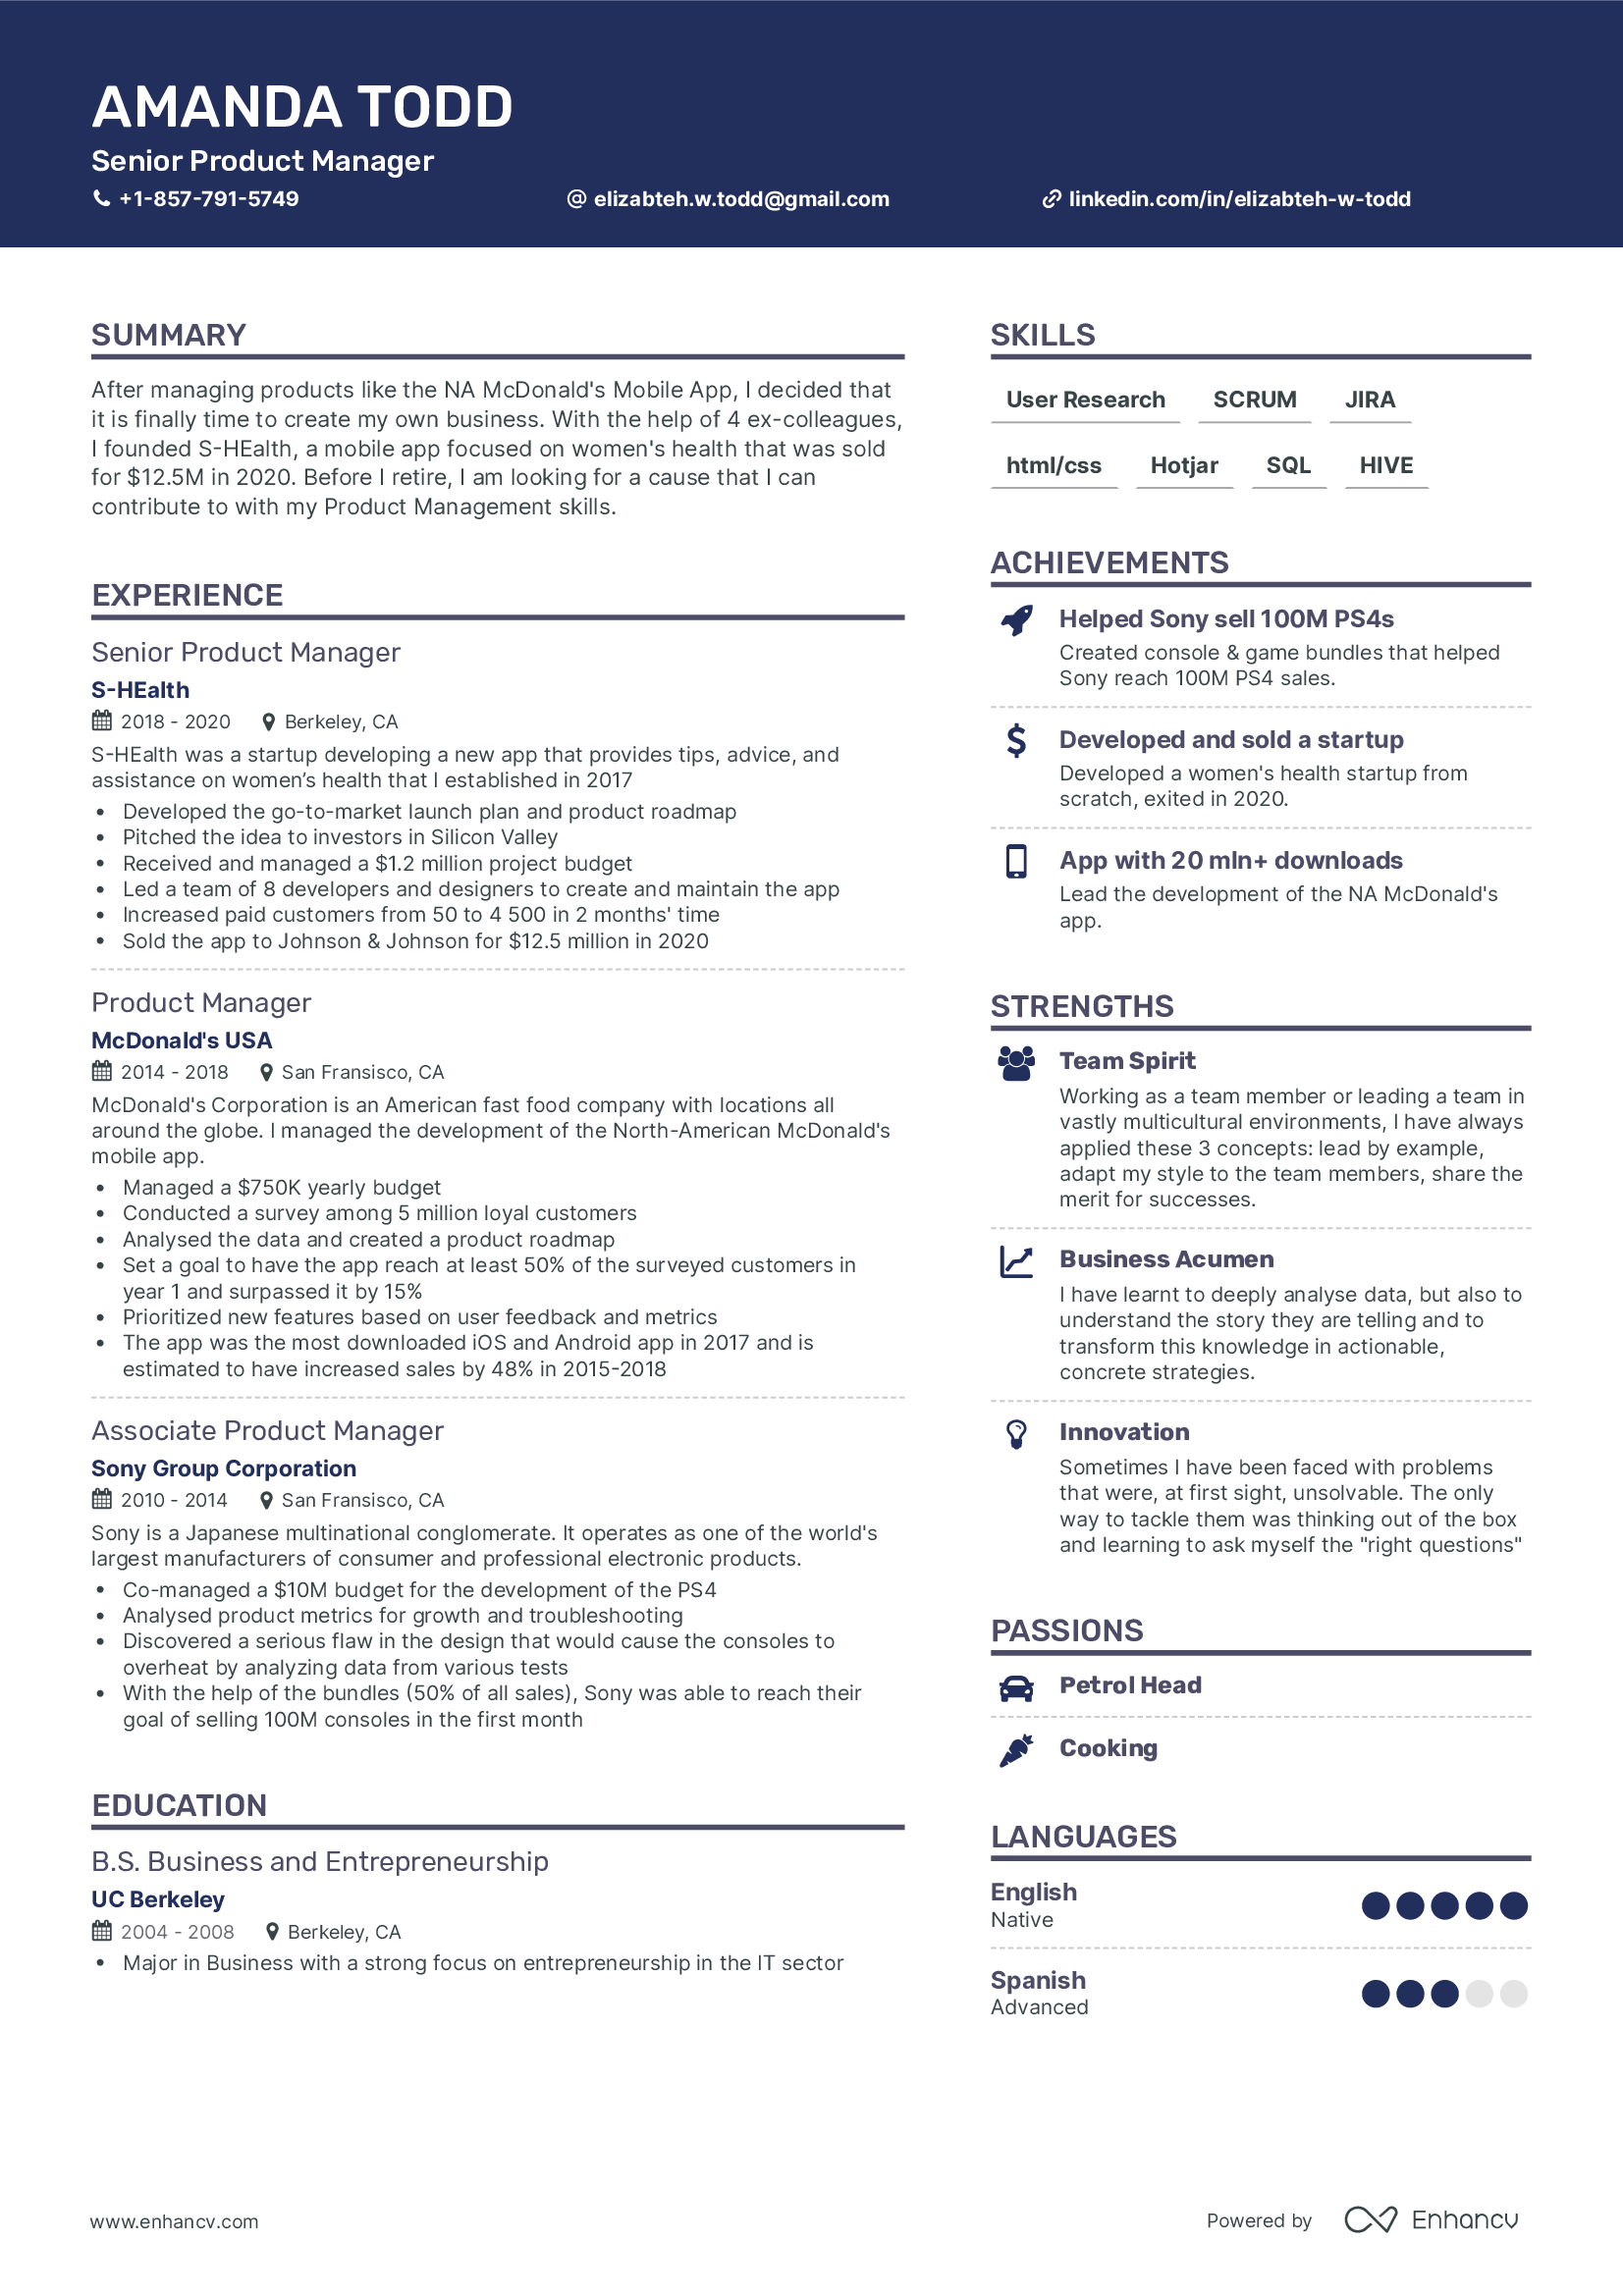 AMANDA TODD
Senior Product Manager
+1-857-791-5749
elizabteh.w.todd@gmail.com
linkedin.com/in/elizabteh-w-todd
SUMMARY
After managing products like the NA McDonald's Mobile App, I decided that
it is finally time to create my own business. With the help of 4 ex-colleagues,
I founded S-HEalth, a mobile app focused on women's health that was sold
for $12.5M in 2020. Before I retire, I am looking for a cause that I can
contribute to with my Product Management skills.
EXPERIENCE
Senior Product Manager
S-HEalth
2018 - 2020 Berkeley, CA
S-HEalth was a startup developing a new app that provides tips, advice, and
assistance on women’s health that I established in 2017
• Developed the go-to-market launch plan and product roadmap
• Pitched the idea to investors in Silicon Valley
• Received and managed a $1.2 million project budget
• Led a team of 8 developers and designers to create and maintain the app
• Increased paid customers from 50 to 4 500 in 2 months' time
• Sold the app to Johnson & Johnson for $12.5 million in 2020
Product Manager
McDonald's USA
2014 - 2018 San Fransisco, CA
McDonald's Corporation is an American fast food company with locations all
around the globe. I managed the development of the North-American McDonald's
mobile app.
• Managed a $750K yearly budget
• Conducted a survey among 5 million loyal customers
• Analysed the data and created a product roadmap
• Set a goal to have the app reach at least 50% of the surveyed customers in
year 1 and surpassed it by 15%
• Prioritized new features based on user feedback and metrics
• The app was the most downloaded iOS and Android app in 2017 and is
estimated to have increased sales by 48% in 2015-2018
Associate Product Manager
Sony Group Corporation
2010 - 2014 San Fransisco, CA
Sony is a Japanese multinational conglomerate. It operates as one of the world's
largest manufacturers of consumer and professional electronic products.
• Co-managed a $10M budget for the development of the PS4
• Analysed product metrics for growth and troubleshooting
• Discovered a serious flaw in the design that would cause the consoles to
overheat by analyzing data from various tests
• With the help of the bundles (50% of all sales), Sony was able to reach their
goal of selling 100M consoles in the first month
EDUCATION
B.S. Business and Entrepreneurship
UC Berkeley
2004 - 2008 Berkeley, CA
• Major in Business with a strong focus on entrepreneurship in the IT sector
SKILLS
User Research SCRUM JIRA
html/css Hotjar SQL HIVE
ACHIEVEMENTS
Helped Sony sell 100M PS4s
Created console & game bundles that helped
Sony reach 100M PS4 sales.
Developed and sold a startup
Developed a women's health startup from
scratch, exited in 2020.
App with 20 mln+ downloads
Lead the development of the NA McDonald's
app.
STRENGTHS
Team Spirit
Working as a team member or leading a team in
vastly multicultural environments, I have always
applied these 3 concepts: lead by example,
adapt my style to the team members, share the
merit for successes.
Business Acumen
I have learnt to deeply analyse data, but also to
understand the story they are telling and to
transform this knowledge in actionable,
concrete strategies.
Innovation
Sometimes I have been faced with problems
that were, at first sight, unsolvable. The only
way to tackle them was thinking out of the box
and learning to ask myself the "right questions"
PASSIONS
Petrol Head
Cooking
LANGUAGES
English
Native
Spanish
Advanced
www.enhancv.com
Powered by Enhancv